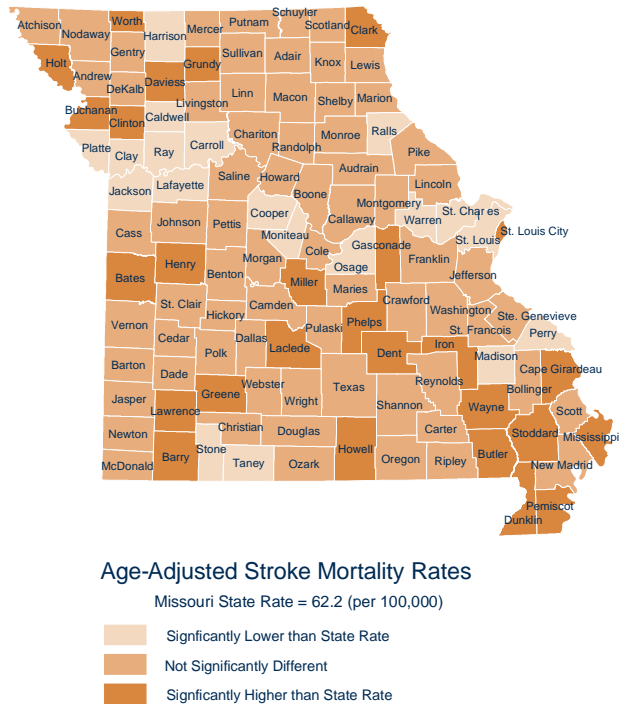 Schuyler
Atchison
Worth
Mercer
Putnam
Scotland
Clark
Nodaway
Harrison
Gentry
Sullivan
Adair
Knox
Lewis
Holt
Grundy
Andrew
Daviess
DeKalb
Linn
Macon
Shelby
Marion
Livingston
Buchanan
Clinton
Caldwell
Chariton
Randolph
Monroe
Ralls
Platte
Clay
Ray
Carroll
Pike
Audrain
Saline
Howard
Lincoln
Jackson
Lafayette
Boone
Montgomery
Cooper
Callaway
Warren
St. Charles
Johnson
Pettis
Cass
Moniteau
St. Louis
St. Louis City
Cole
Gasconade
Morgan
Osage
Franklin
Henry
Bates
Benton
Miller
Maries
Jefferson
St. Clair
Camden
Crawford
Hickory
Washington
Ste. Genevieve
Vernon
Pulaski
Phelps
St. Francois
Perry
Cedar
Dallas
Laclede
Iron
Polk
Dent
Madison
Barton
Dade
Cape Girardeau
Webster
Texas
Reynolds
Bollinger
Jasper
Greene
Wright
Shannon
Wayne
Lawrence
Scott
Newton
Christian
Douglas
Carter
Stoddard
Mississippi
Stone
Howell
Barry
Butler
McDonald
Taney
Ozark
Oregon
Ripley
New Madrid
Pemiscot
Dunklin
Age-Adjusted Stroke Mortality Rates
Missouri State Rate = 62.2 (per 100,000)
Signficantly Lower than State Rate
Not Significantly Different
Signficantly Higher than State Rate